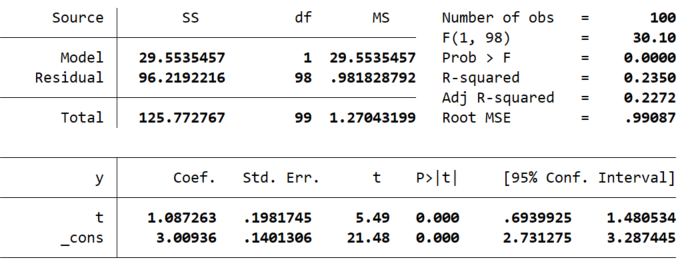 Source SS df MS Number of obs = 100
F(1, 98) = 30.10
Model 29.5535457 1 29.5535457 Prob > F = 0.0000
Residual 96.2192216 98 .981828792 R-squared = 0.2350
Adj R-squared = 0.2272
Total 125.772767 99 1.27043199 Root MSE = .99087
y Coef. Std. Err. t P>|t| [95% Conf. Interval]
t 1.087263 .1981745 5.49 0.000 .6939925 1.480534
_cons 3.00936 .1401306 21.48 0.000 2.731275 3.287445